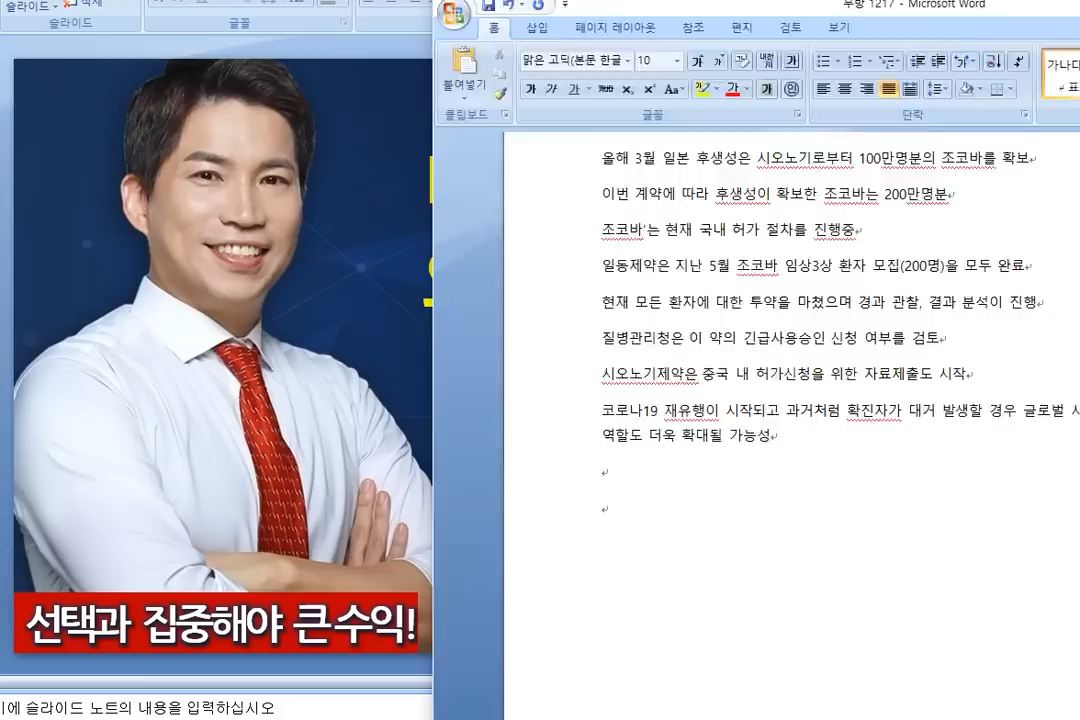 슬라이드
삭제
슬라이드
글꼴
선택과 집중해야 큰 수익!
에 슬라이드 노트의 내용을 입력하십시오
우방 1217 - Microsoft Word
홈 삽입 페이지 레이아웃 참조 편지 검토 보기
붙여넣기
맑은 고딕(본문 한글 10
가나다
클립보드 글꼴 단락
올해 3월 일본 후생성은 시오노기로부터 100만명분의 조코바를 확보
이번 계약에 따라 후생성이 확보한 조코바는 200만명분
조코바'는 현재 국내 허가 절차를 진행중
일동제약은 지난 5월 조코바 임상3상 환자 모집(200명)을 모두 완료
현재 모든 환자에 대한 투약을 마쳤으며 경과 관찰, 결과 분석이 진행
질병관리청은 이 약의 긴급사용승인 신청 여부를 검토
시오노기제약은 중국 내 허가신청을 위한 자료제출도 시작
코로나19 재유행이 시작되고 과거처럼 확진자가 대거 발생할 경우 글로벌
역할도 더욱 확대될 가능성